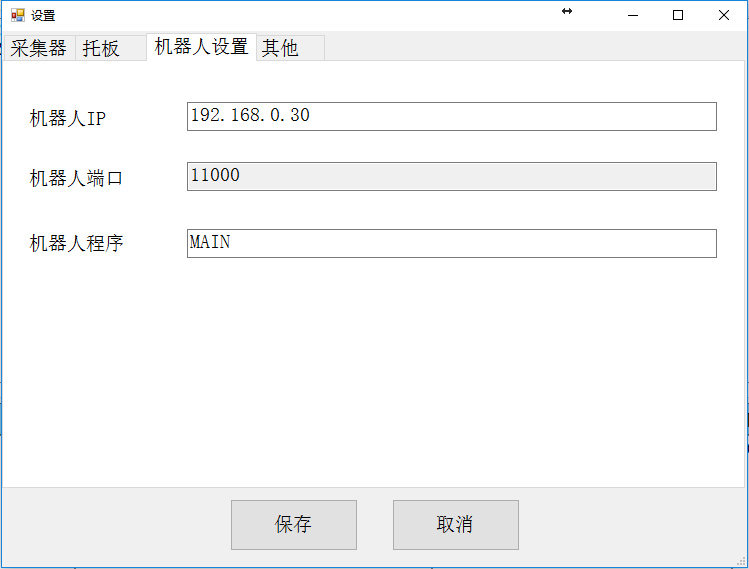 设置
采集器 托板 机器人设置 其他
机器人IP 192.168.0.30
机器人端口 11000
机器人程序 MAIN
保存 取消